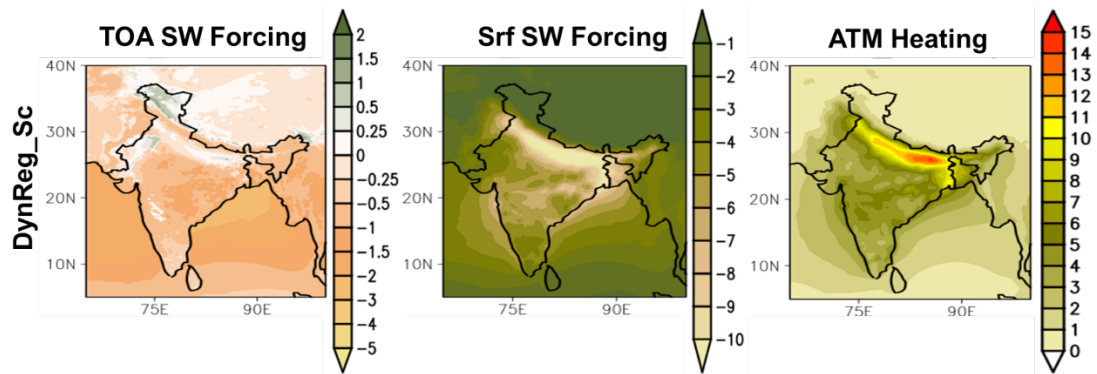 TOA SW Forcing
Srf SW Forcing
ATM Heating
DynReg_Sc
40N
30N
20N
10N
75E
90E
2
1.5
1
0.5
0.25
0
−0.25
−0.5
−1
−1.5
−2
−3
−4
−5
40N
30N
20N
10N
75E
90E
−1
−2
−3
−4
−5
−6
−7
−8
−9
−10
40N
30N
20N
10N
75E
90E
15
14
13
12
11
10
9
8
7
6
5
4
3
2
1
0